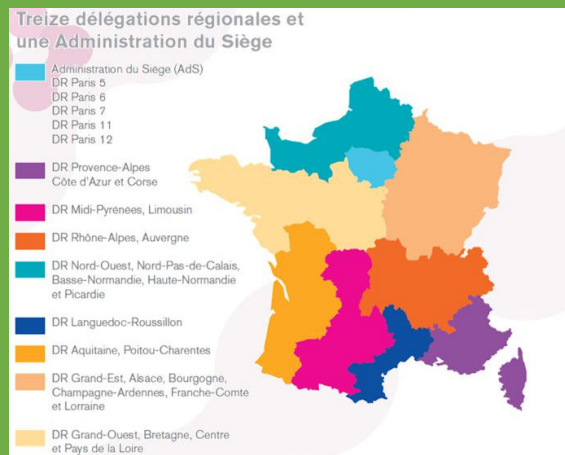 Treize délégations régionales et
une Administration du Siège
Administration du Siège (AdS)
DR Paris 5
DR Paris 6
DR Paris 7
DR Paris 11
DR Paris 12
DR Provence-Alpes
Côte d'Azur et Corse
DR Midi-Pyrénées, Limousin
DR Rhône-Alpes, Auvergne
DR Nord-Ouest, Nord-Pas-de-Calais,
Basse-Normandie, Haute-Normandie
et Picardie
DR Languedoc-Roussillon
DR Aquitaine, Poitou-Charentes
DR Grand-Est, Alsace, Bourgogne,
Champagne-Ardennes, Franche-Comté
et Lorraine
DR Grand-Ouest, Bretagne, Centre
et Pays de la Loire